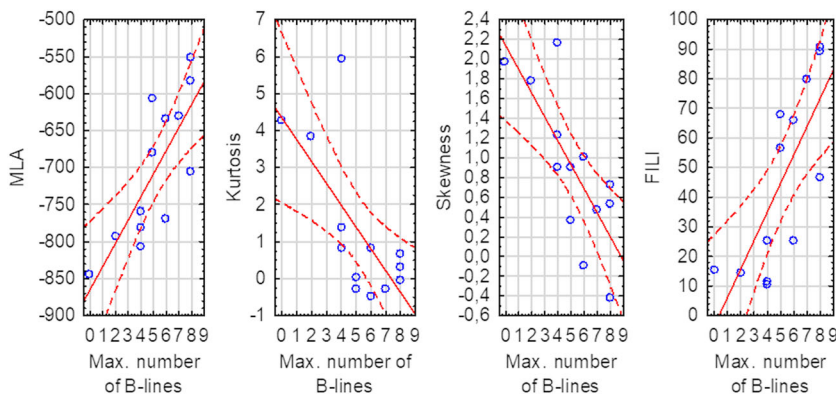 -500
-550
-600
-650
-700
-750
-800
-850
-900
MLA
0 1 2 3 4 5 6 7 8 9
Max. number
of B-lines
7
6
5
4
3
2
1
0
-1
Kurtosis
0 1 2 3 4 5 6 7 8 9
Max. number of
B-lines
2,4
2,2
2,0
1,8
1,6
1,4
1,2
1,0
0,8
0,6
0,4
0,2
0,0
-0,2
-0,4
-0,6
Skewness
0 1 2 3 4 5 6 7 8 9
Max. number
of B-lines
100
90
80
70
60
50
40
30
20
10
0
FILI
0 1 2 3 4 5 6 7 8 9
Max. number
of B-lines